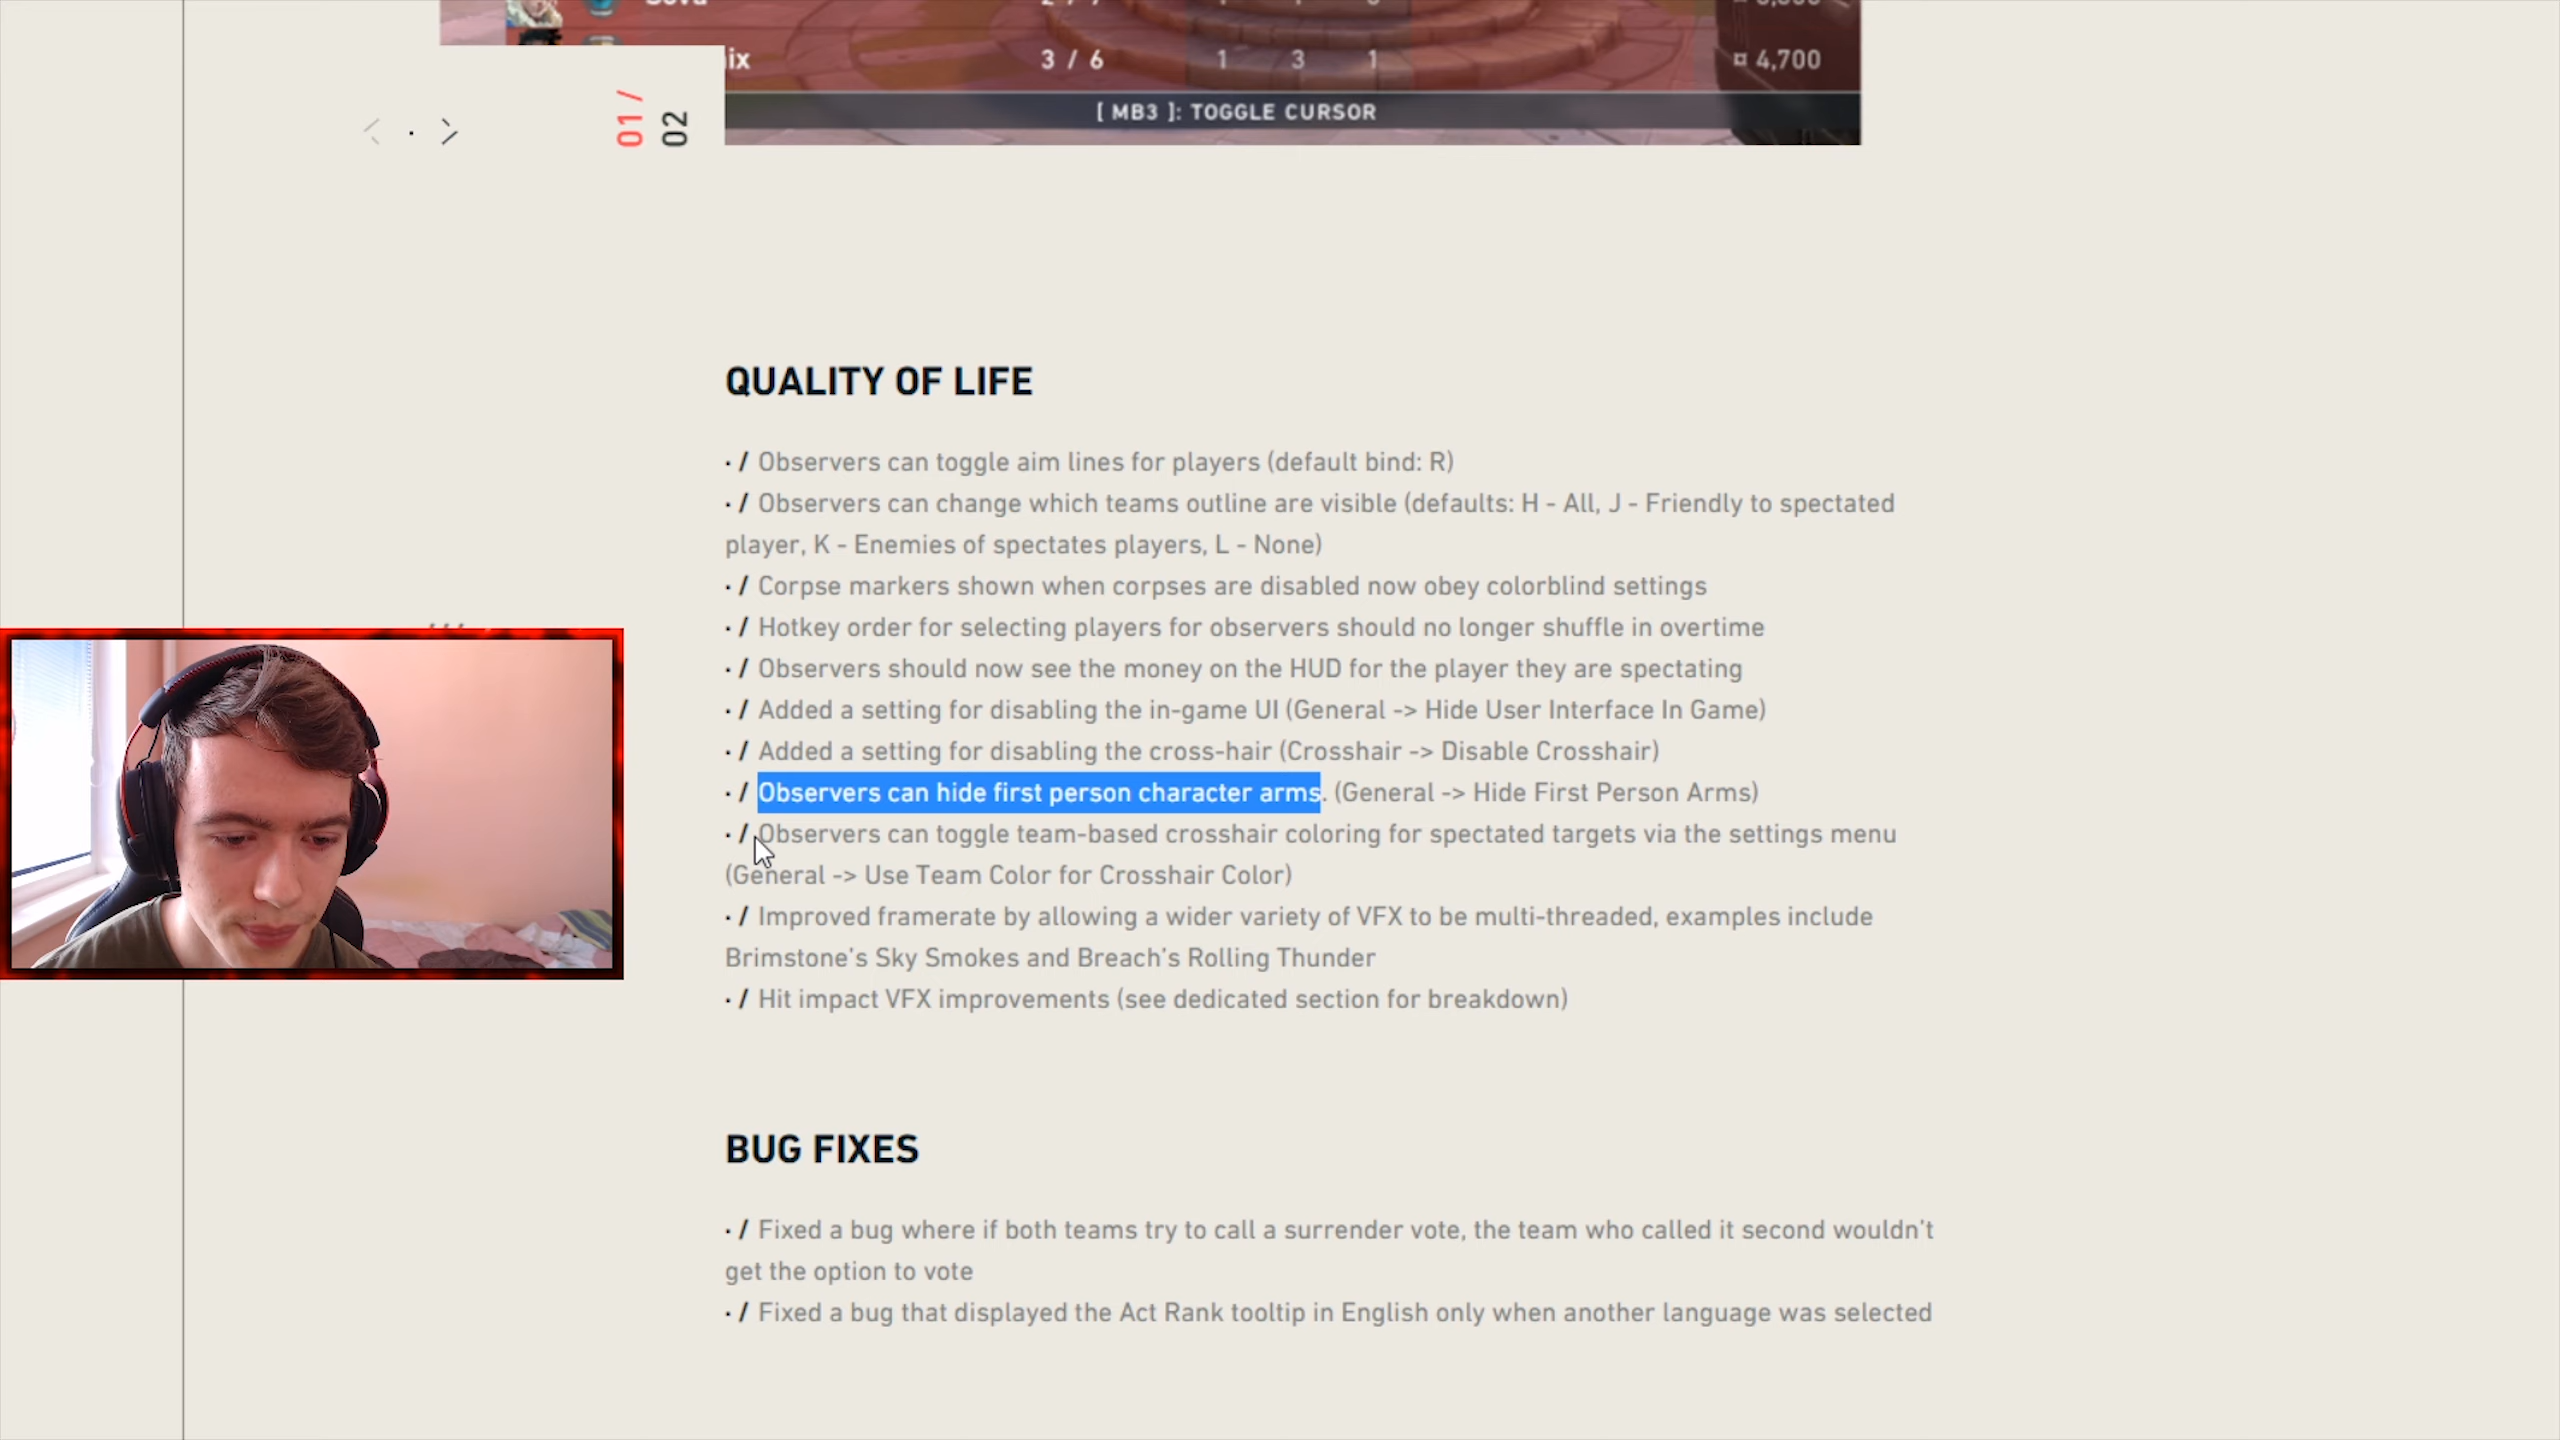 ix 3 / 6 1 3 1 ¤ 4,700
[ MB3 ]: TOGGLE CURSOR
01 /
02
QUALITY OF LIFE
· / Observers can toggle aim lines for players (default bind: R)
· / Observers can change which teams outline are visible (defaults: H - All, J - Friendly to spectated
player, K - Enemies of spectates players, L - None)
· / Corpse markers shown when corpses are disabled now obey colorblind settings
· / Hotkey order for selecting players for observers should no longer shuffle in overtime
· / Observers should now see the money on the HUD for the player they are spectating
· / Added a setting for disabling the in-game UI (General -> Hide User Interface In Game)
· / Added a setting for disabling the cross-hair (Crosshair -> Disable Crosshair)
· / Observers can hide first person character arms. (General -> Hide First Person Arms)
· / Observers can toggle team-based crosshair coloring for spectated targets via the settings menu
(General -> Use Team Color for Crosshair Color)
· / Improved framerate by allowing a wider variety of VFX to be multi-threaded, examples include
Brimstone's Sky Smokes and Breach's Rolling Thunder
· / Hit impact VFX improvements (see dedicated section for breakdown)
BUG FIXES
· / Fixed a bug where if both teams try to call a surrender vote, the team who called it second wouldn't
get the option to vote
· / Fixed a bug that displayed the Act Rank tooltip in English only when another language was selected